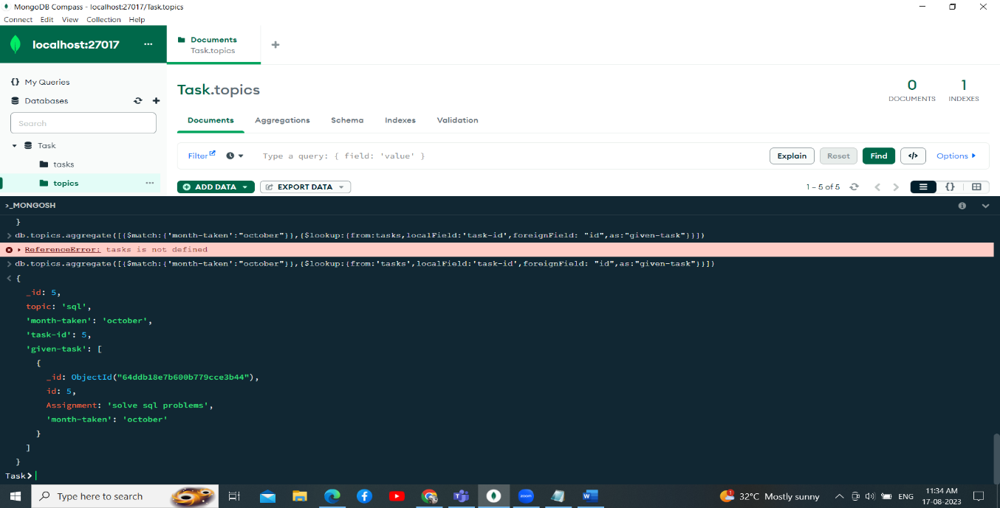 MongoDB Compass - localhost:27017/Task.topics
Connect Edit View Collection Help
localhost:27017 ...
Documents
Task.topics
+
My Queries
Databases
Search
Task
tasks
topics
Task.topics
0
DOCUMENTS
1
INDEXES
Documents Aggregations Schema Indexes Validation
Filter Type a query: { field: 'value' } Explain Reset Find </> Options
ADD DATA EXPORT DATA 1 – 5 of 5 {}
>_MONGOSH
}
> db.topics.aggregate([{$match:{'month-taken':"october"}},{$lookup:{from:tasks,localField:'task-id',foreignField: "id",as:"given-task"}}])
ReferenceError: tasks is not defined
> db.topics.aggregate([{$match:{'month-taken':"october"}},{$lookup:{from:'tasks',localField:'task-id',foreignField: "id",as:"given-task"}}])
< {
_id: 5,
topic: 'sql',
'month-taken': 'october',
'task-id': 5,
'given-task': [
{
_id: ObjectId("64ddb18e7b600b779cce3b44"),
id: 5,
Assignment: 'solve sql problems',
'month-taken': 'october'
}
]
}
Task>
Type here to search
zoom
1
32°C Mostly sunny
ENG
11:34 AM
17-08-2023